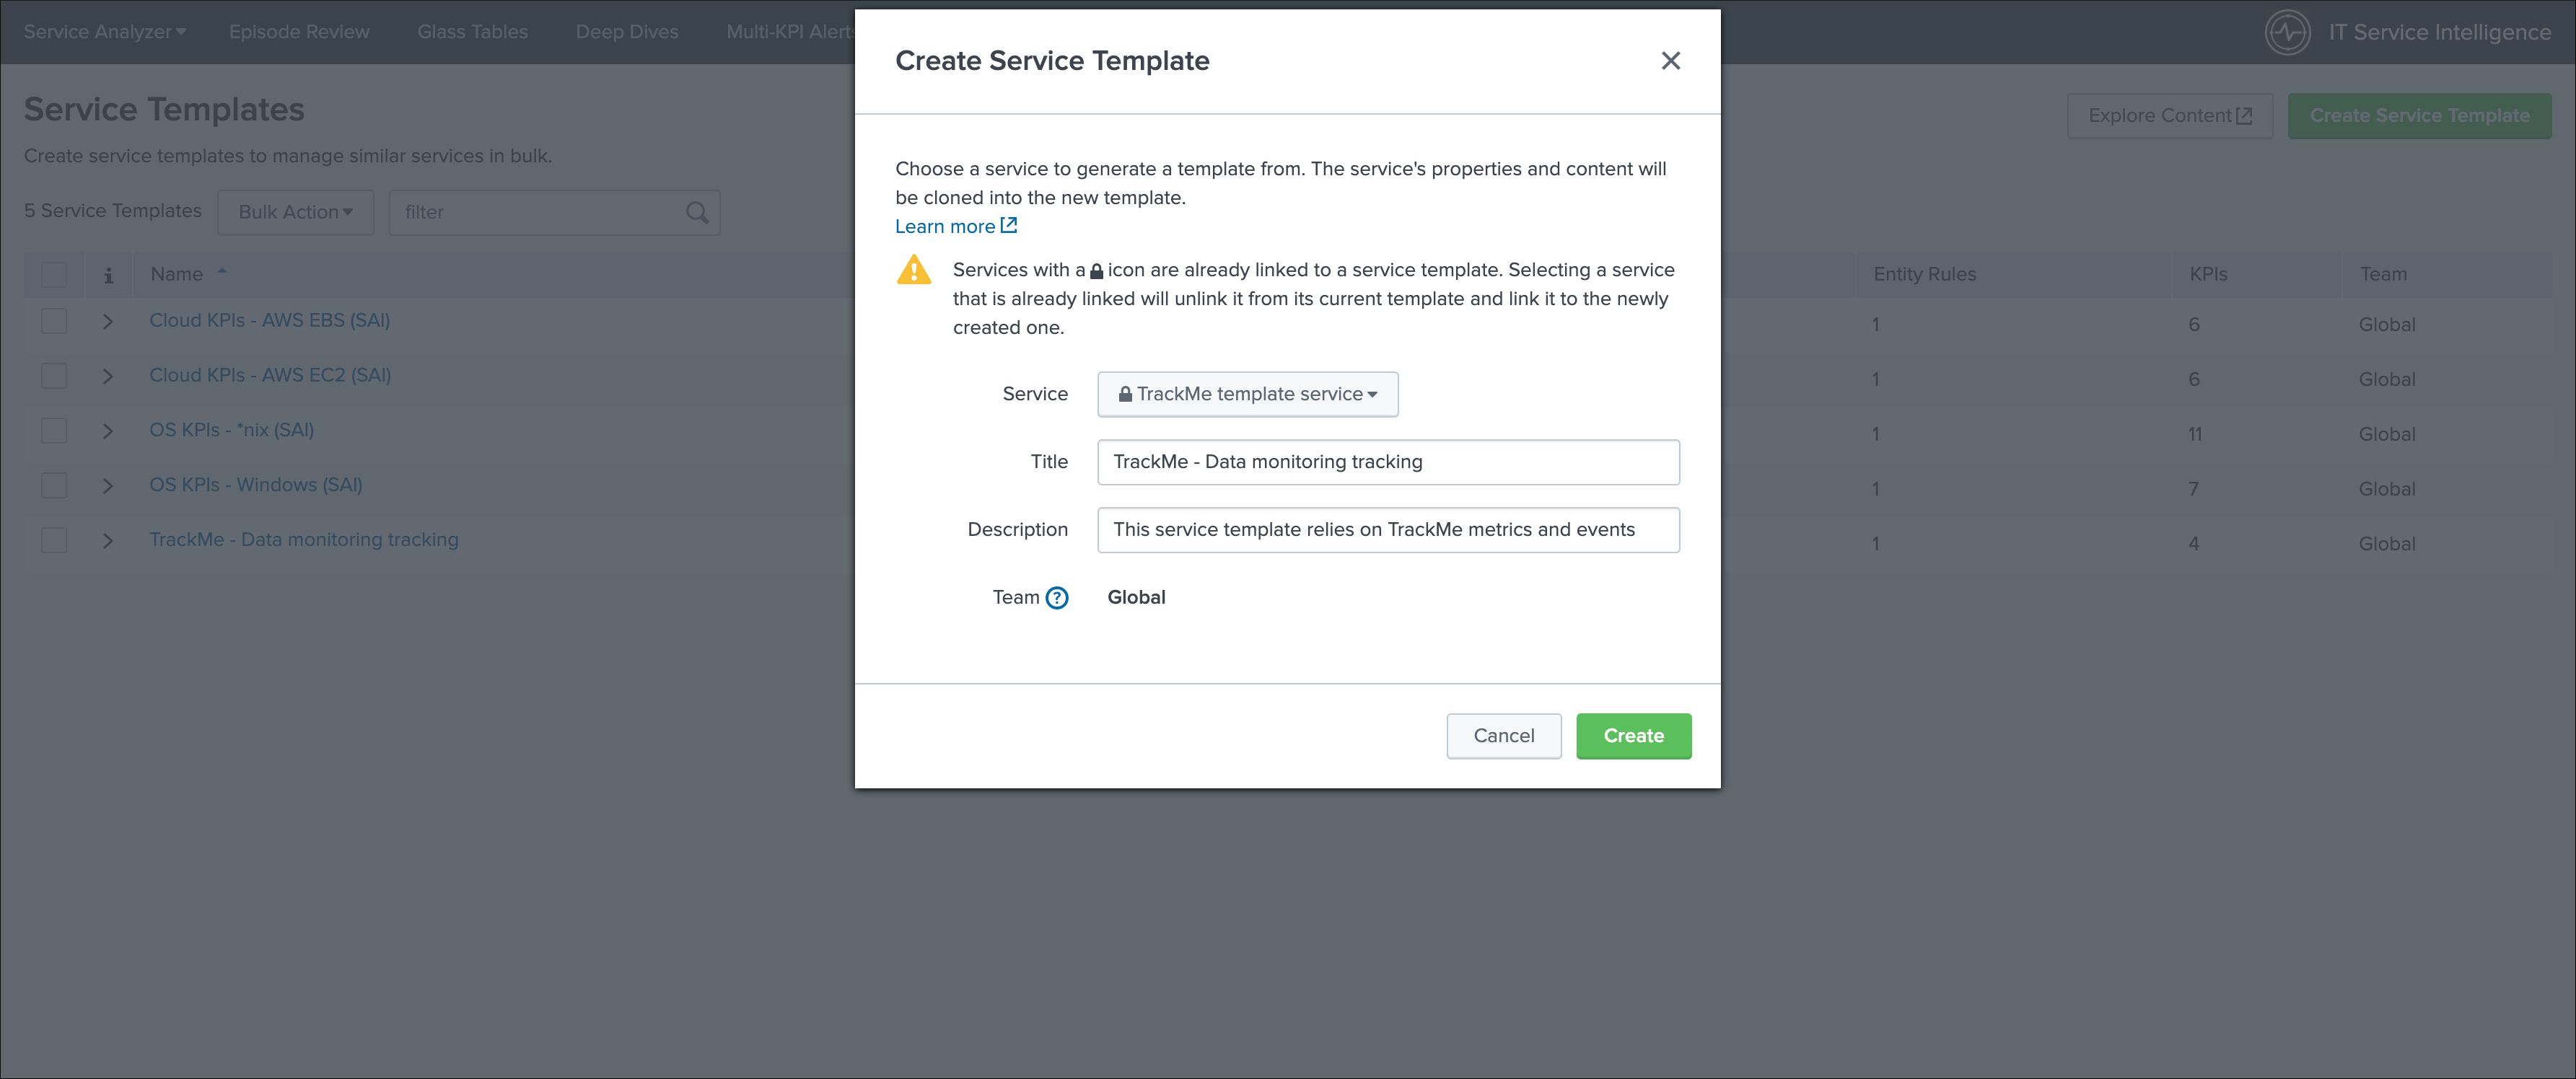 Service Analyzer Episode Review Glass Tables Deep Dives Multi-KPI Alerts IT Service Intelligence
Service Templates
Create service templates to manage similar services in bulk.
Explore Content Create Service Template
5 Service Templates Bulk Action filter
i Name Entity Rules KPIs Team
Cloud KPIs - AWS EBS (SAI) 1 6 Global
Cloud KPIs - AWS EC2 (SAI) 1 6 Global
OS KPIs - *nix (SAI) 1 11 Global
OS KPIs - Windows (SAI) 1 7 Global
TrackMe - Data monitoring tracking 1 4 Global
Create Service Template
Choose a service to generate a template from. The service's properties and content will
be cloned into the new template.
Learn more
Services with a icon are already linked to a service template. Selecting a service
that is already linked will unlink it from its current template and link it to the newly
created one.
Service TrackMe template service
Title TrackMe - Data monitoring tracking
Description This service template relies on TrackMe metrics and events
Team ? Global
Cancel Create